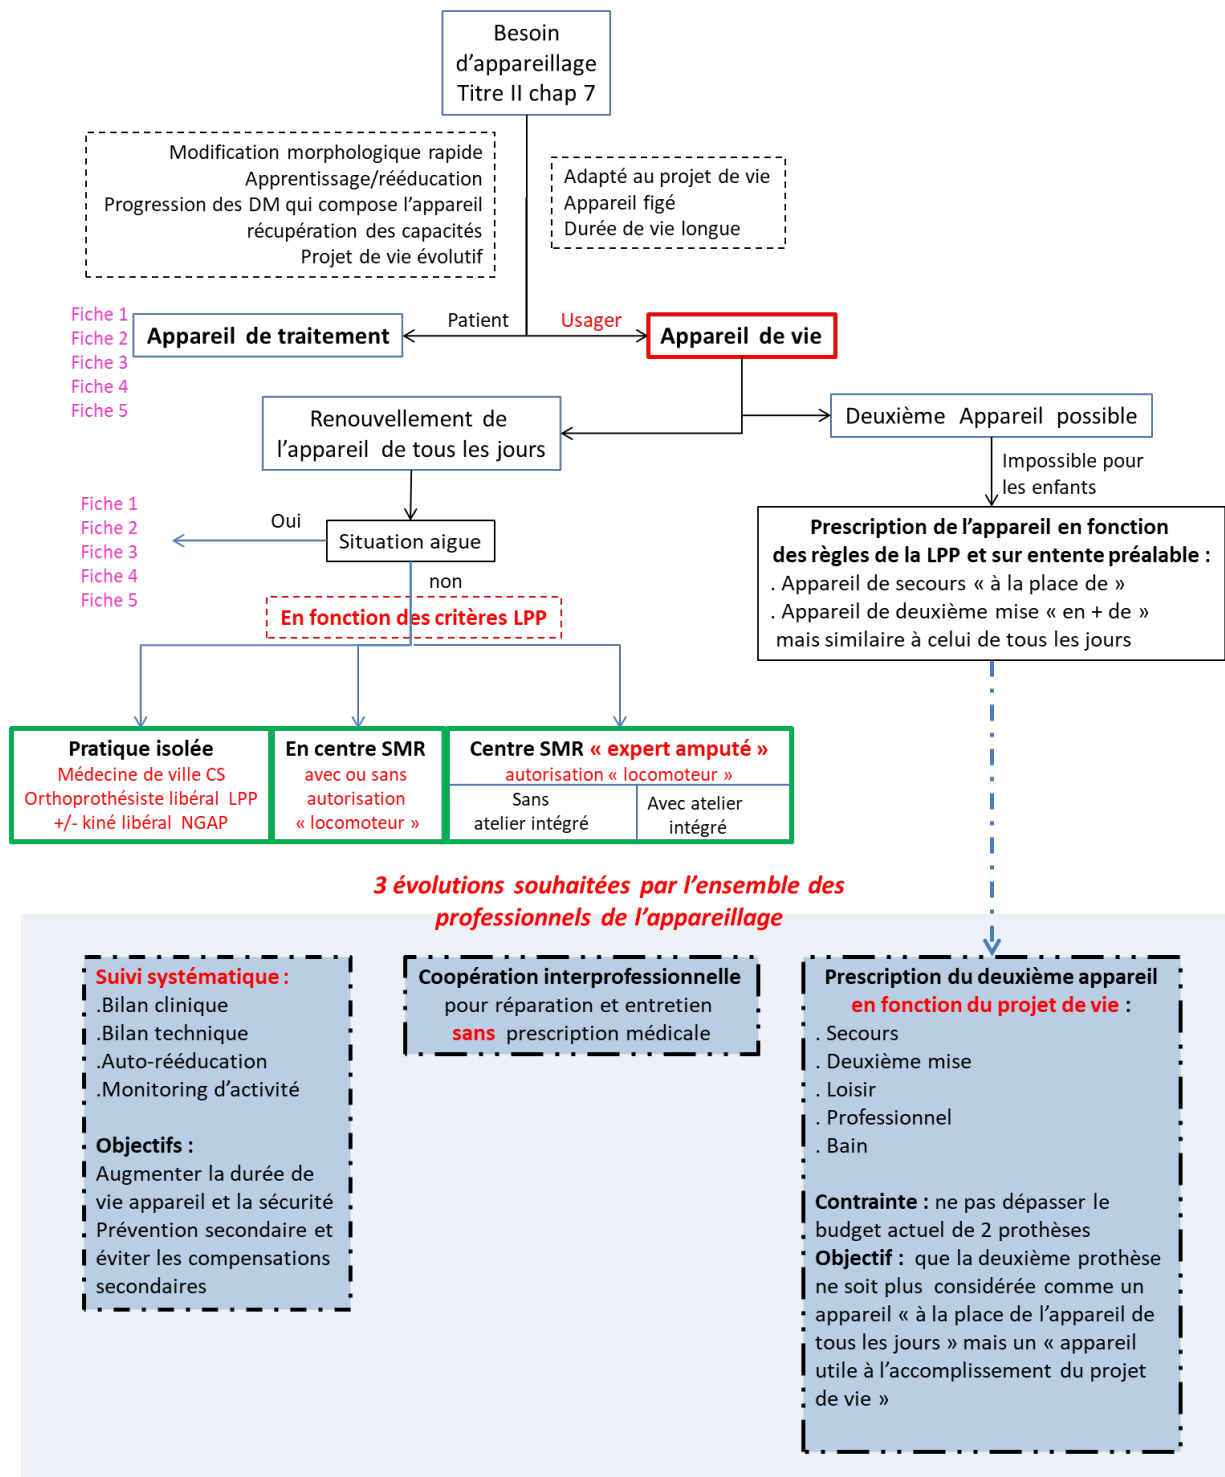 Besoin
d’appareillage
Titre II chap 7
Modification morphologique rapide
Apprentissage/rééducation
Progression des DM qui compose l’appareil
récupération des capacités
Projet de vie évolutif
Adapté au projet de vie
Appareil figé
Durée de vie longue
Fiche 1
Fiche 2
Fiche 3
Fiche 4
Fiche 5
Appareil de traitement
Patient
Usager
Appareil de vie
Renouvellement de
l’appareil de tous les jours
Deuxième Appareil possible
Impossible pour
les enfants
Fiche 1
Fiche 2
Fiche 3
Fiche 4
Fiche 5
Oui
Situation aigue
non
En fonction des critères LPP
Prescription de l’appareil en fonction
des règles de la LPP et sur entente préalable :
. Appareil de secours « à la place de »
. Appareil de deuxième mise « en + de »
mais similaire à celui de tous les jours
Pratique isolée
Médecine de ville CS
Orthoprothésiste libéral LPP
+/- kiné libéral NGAP
En centre SMR
avec ou sans
autorisation
« locomoteur »
Centre SMR « expert amputé »
autorisation « locomoteur »
Sans
atelier intégré
Avec atelier
intégré
3 évolutions souhaitées par l’ensemble des
professionnels de l’appareillage
Suivi systématique :
.Bilan clinique
.Bilan technique
.Auto-rééducation
.Monitoring d’activité
Objectifs :
Augmenter la durée de
vie appareil et la sécurité
Prévention secondaire et
éviter les compensations
secondaires
Coopération interprofessionnelle
pour réparation et entretien
sans prescription médicale
Prescription du deuxième appareil
en fonction du projet de vie :
. Secours
. Deuxième mise
. Loisir
. Professionnel
. Bain
Contrainte : ne pas dépasser le
budget actuel de 2 prothèses
Objectif : que la deuxième prothèse
ne soit plus considérée comme un
appareil « à la place de l’appareil de
tous les jours » mais un « appareil
utile à l’accomplissement du projet
de vie »